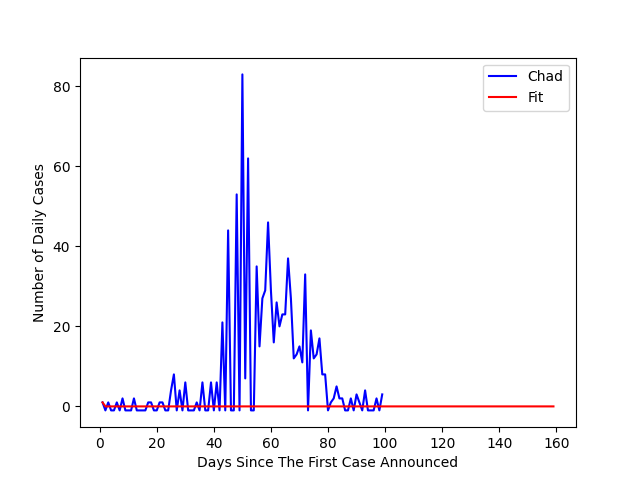 Chad
Fit
Number of Daily Cases
80
60
40
20
0
0 20 40 60 80 100 120 140 160
Days Since The First Case Announced